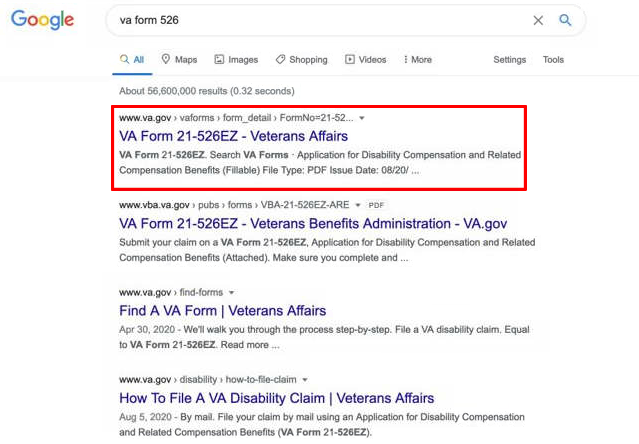 Google
va form 526
All
Maps
Images
Shopping
Videos
More
Settings
Tools
About 56,600,000 results (0.32 seconds)
www.va.gov › vaforms › form_detail › FormNo=21-52...
VA Form 21-526EZ - Veterans Affairs
VA Form 21-526EZ. Search VA Forms · Application for Disability Compensation and Related
Compensation Benefits (Fillable) File Type: PDF Issue Date: 08/20/ ...
www.vba.va.gov › pubs › forms › VBA-21-526EZ-ARE PDF
VA Form 21-526EZ - Veterans Benefits Administration - VA.gov
Submit your claim on a VA Form 21-526EZ, Application for Disability Compensation and Related
Compensation Benefits (Attached). Make sure you complete and ...
www.va.gov › find-forms
Find A VA Form | Veterans Affairs
Apr 30, 2020 - We'll walk you through the process step-by-step. File a VA disability claim. Equal
to VA Form 21-526EZ. Read more ...
www.va.gov › disability › how-to-file-claim
How To File A VA Disability Claim | Veterans Affairs
Aug 5, 2020 - By mail. File your claim by mail using an Application for Disability Compensation
and Related Compensation Benefits (VA Form 21-526EZ).